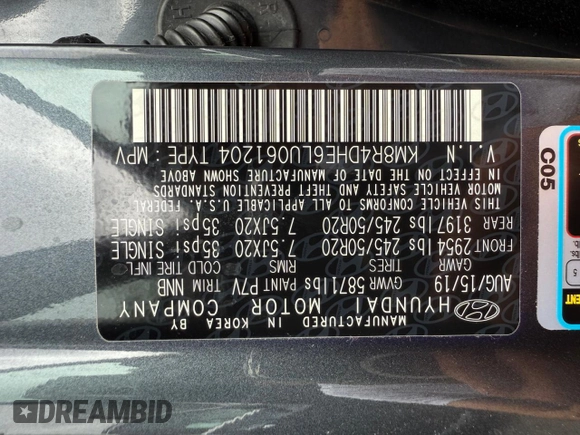 MANUFACTURED IN KOREA BY
HYUNDAI MOTOR COMPANY
AUG/15/19 GVWR 5871 lbs PAINT P7V TRIM NNB
GAWR TIRES RIMS COLD TIRE INFL
FRONT 2954 lbs 245/50R20 7.5JX20 35psi SINGLE
REAR 3197 lbs 245/50R20 7.5JX20 35psi SINGLE
THIS VEHICLE CONFORMS TO ALL APPLICABLE U.S.A. FEDERAL
MOTOR VEHICLE SAFETY AND THEFT PREVENTION STANDARDS
IN EFFECT ON THE DATE OF MANUFACTURE SHOWN ABOVE
V.I.N : KM8R4DHE6LU061204 TYPE : MPV
C05
DREAMBID